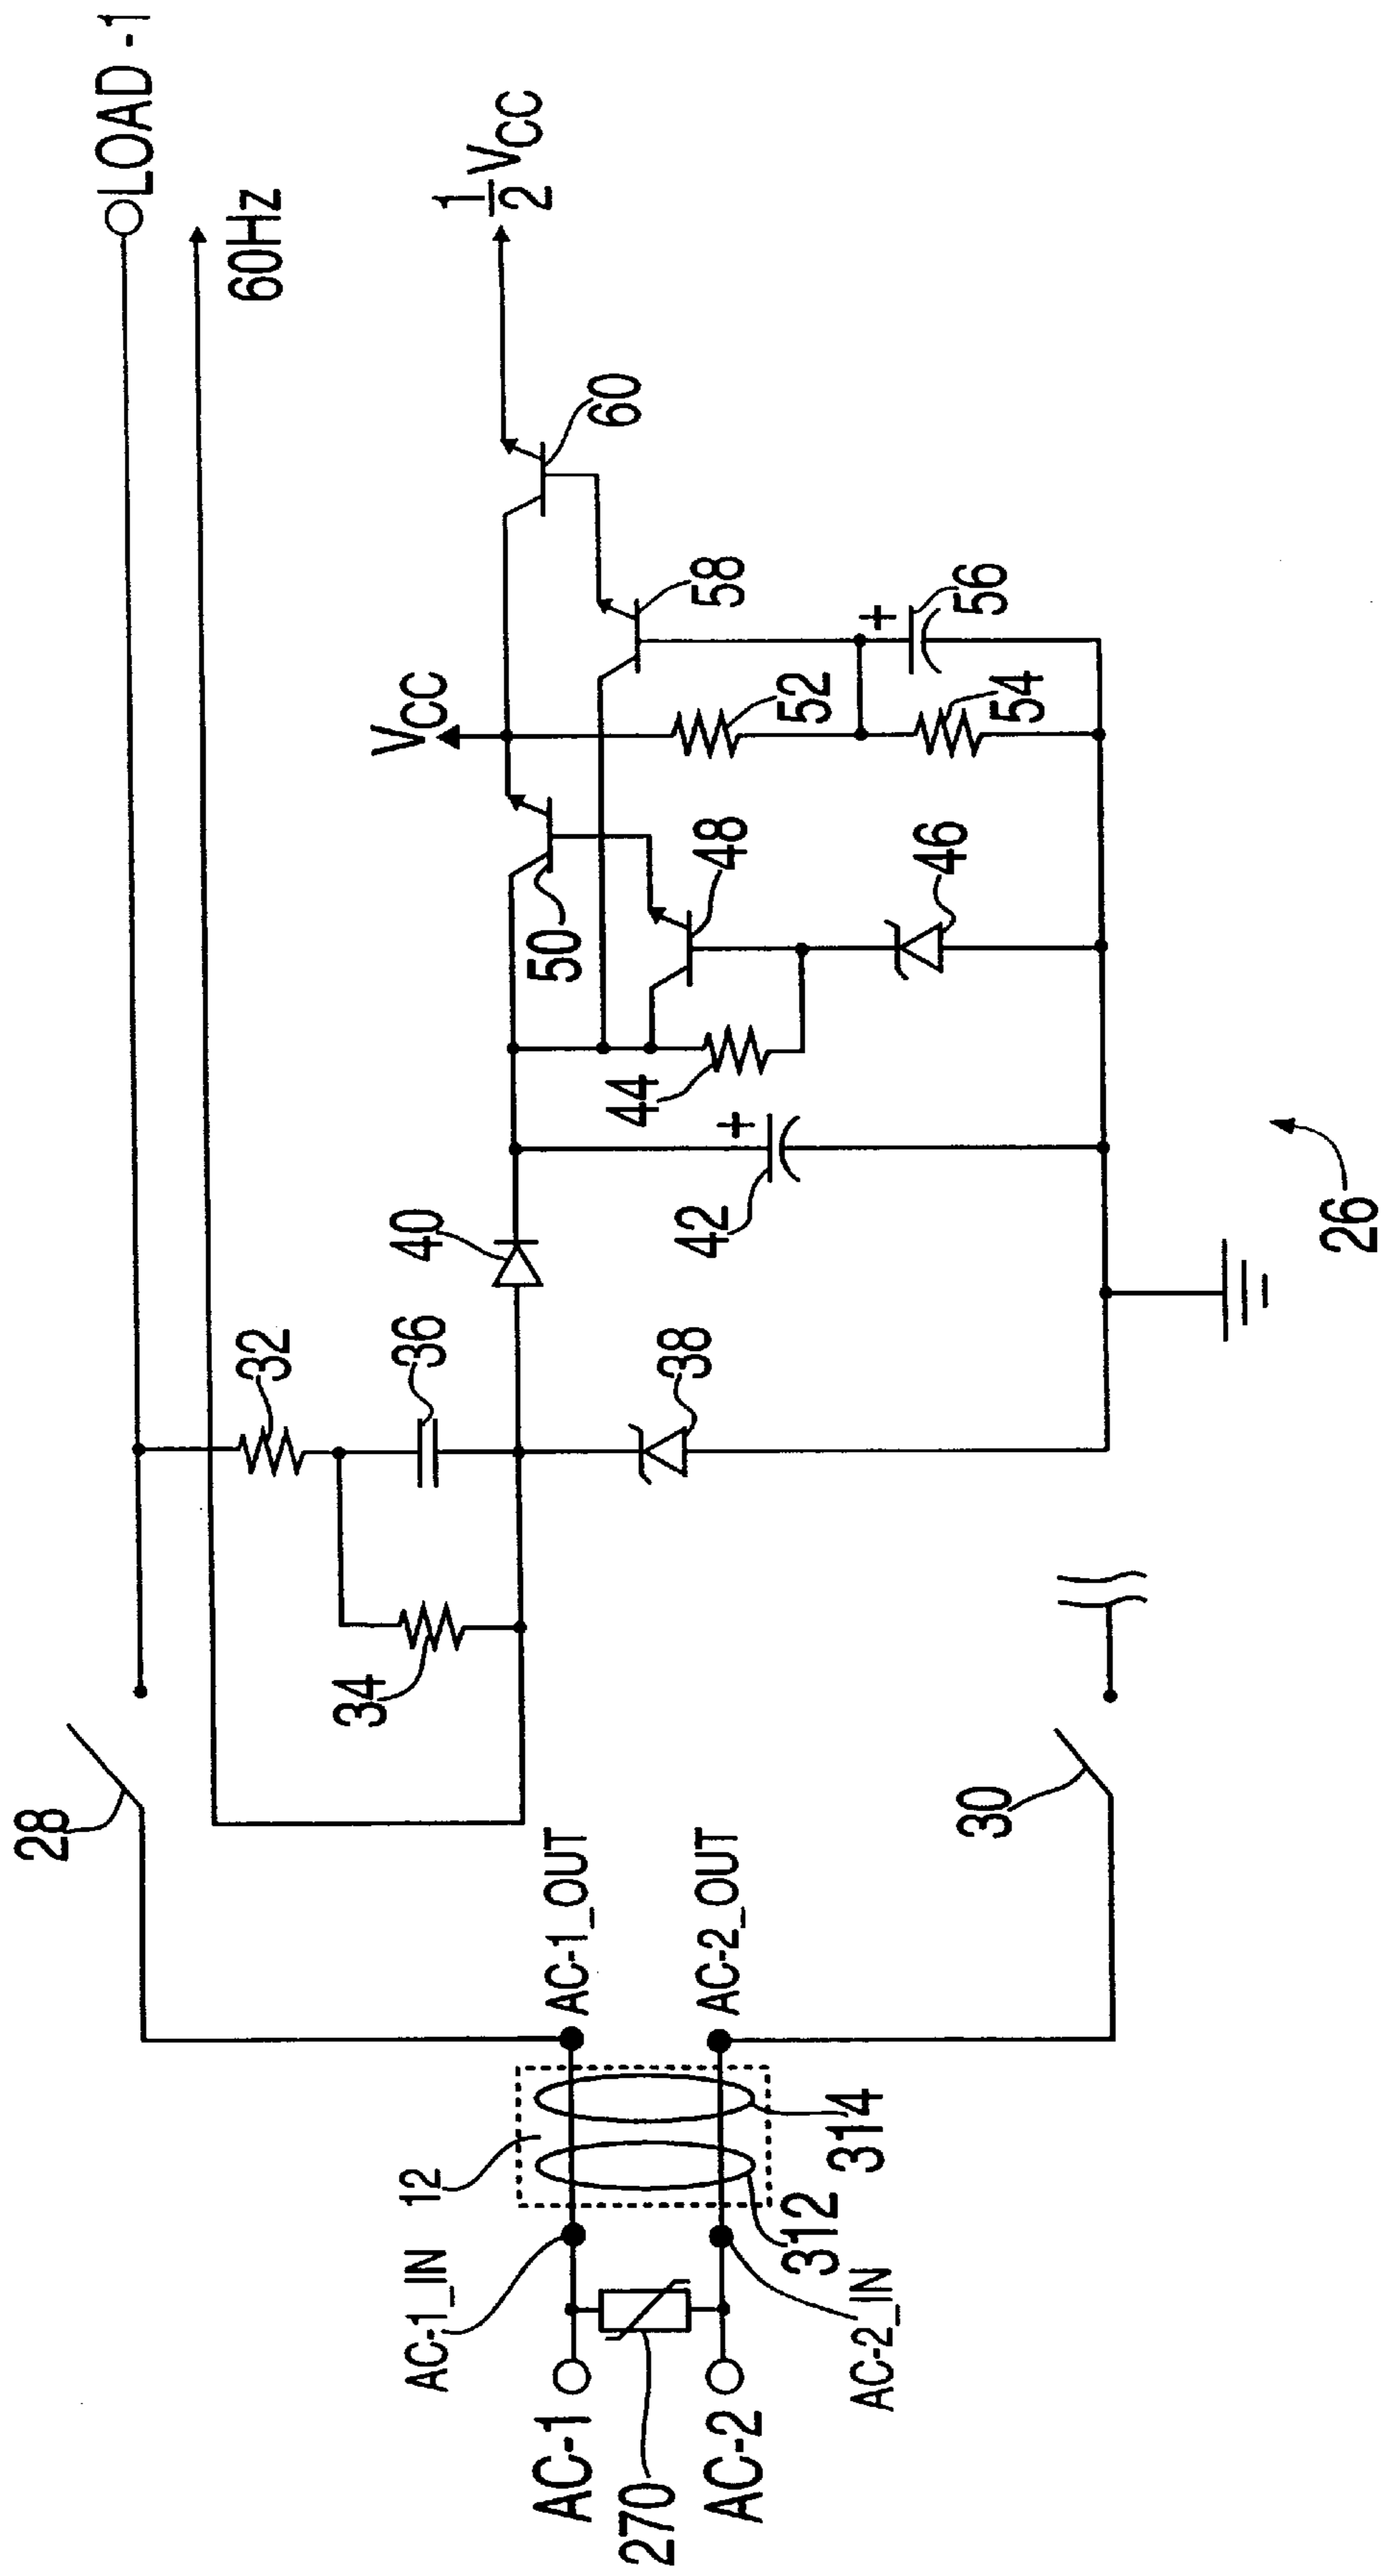 LOAD -1
60Hz
1/2 VCC
VCC
28
32
34
36
40
38
42
44
50
48
46
52
54
58
56
60
12
AC-1_IN
AC-1_OUT
AC-1
270
AC-2
AC-2_IN
AC-2_OUT
312
314
30
26